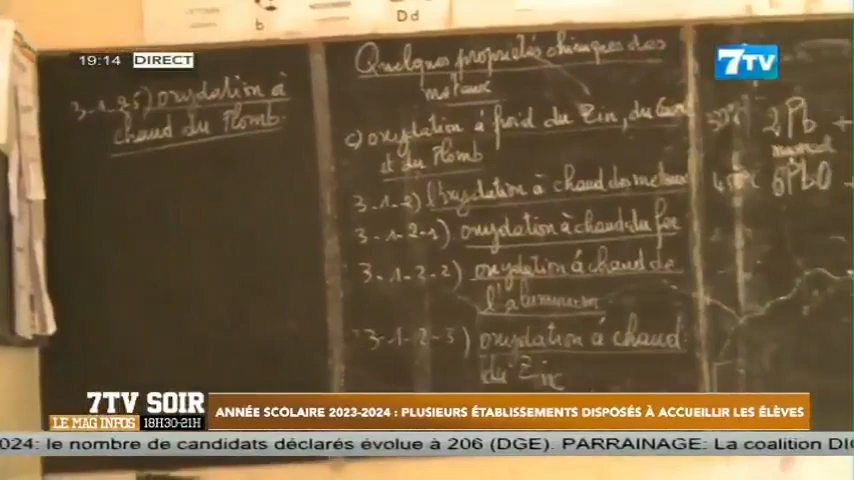 Dd
b
19:14 DIRECT
7TV
3-1-2-5) oxydation à
chaud du Plomb.
Quelques propriétés chimiques des
métaux
c) oxydation à froid du Zin, du
et du Plomb
3-1-2) l'oxydation à chaud des métaux
3-1-2-1) oxydation à chaud du fer
3-1-2-2) oxydation à chaud de
l'aluminium
3-1-2-3) oxydation à chaud
du Zinc
2Pb +
6PbO
7TV SOIR
LE MAG INFOS 18H30-21H
ANNÉE SCOLAIRE 2023-2024 : PLUSIEURS ÉTABLISSEMENTS DISPOSÉS À ACCUEILLIR LES ÉLÈVES
024: le nombre de candidats déclarés évolue à 206 (DGE). PARRAINAGE: La coalition DIO